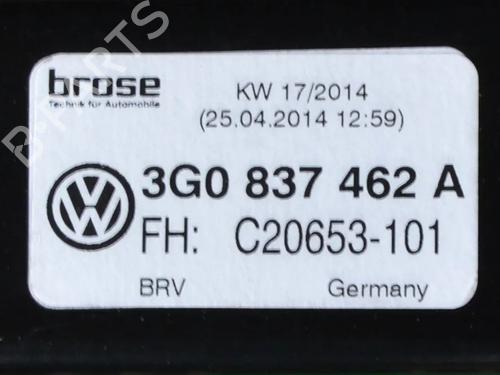 brose
Technik für Automobile
KW 17/2014
(25.04.2014 12:59)
3G0 837 462 A
FH: C20653-101
BRV Germany
B-PARTS